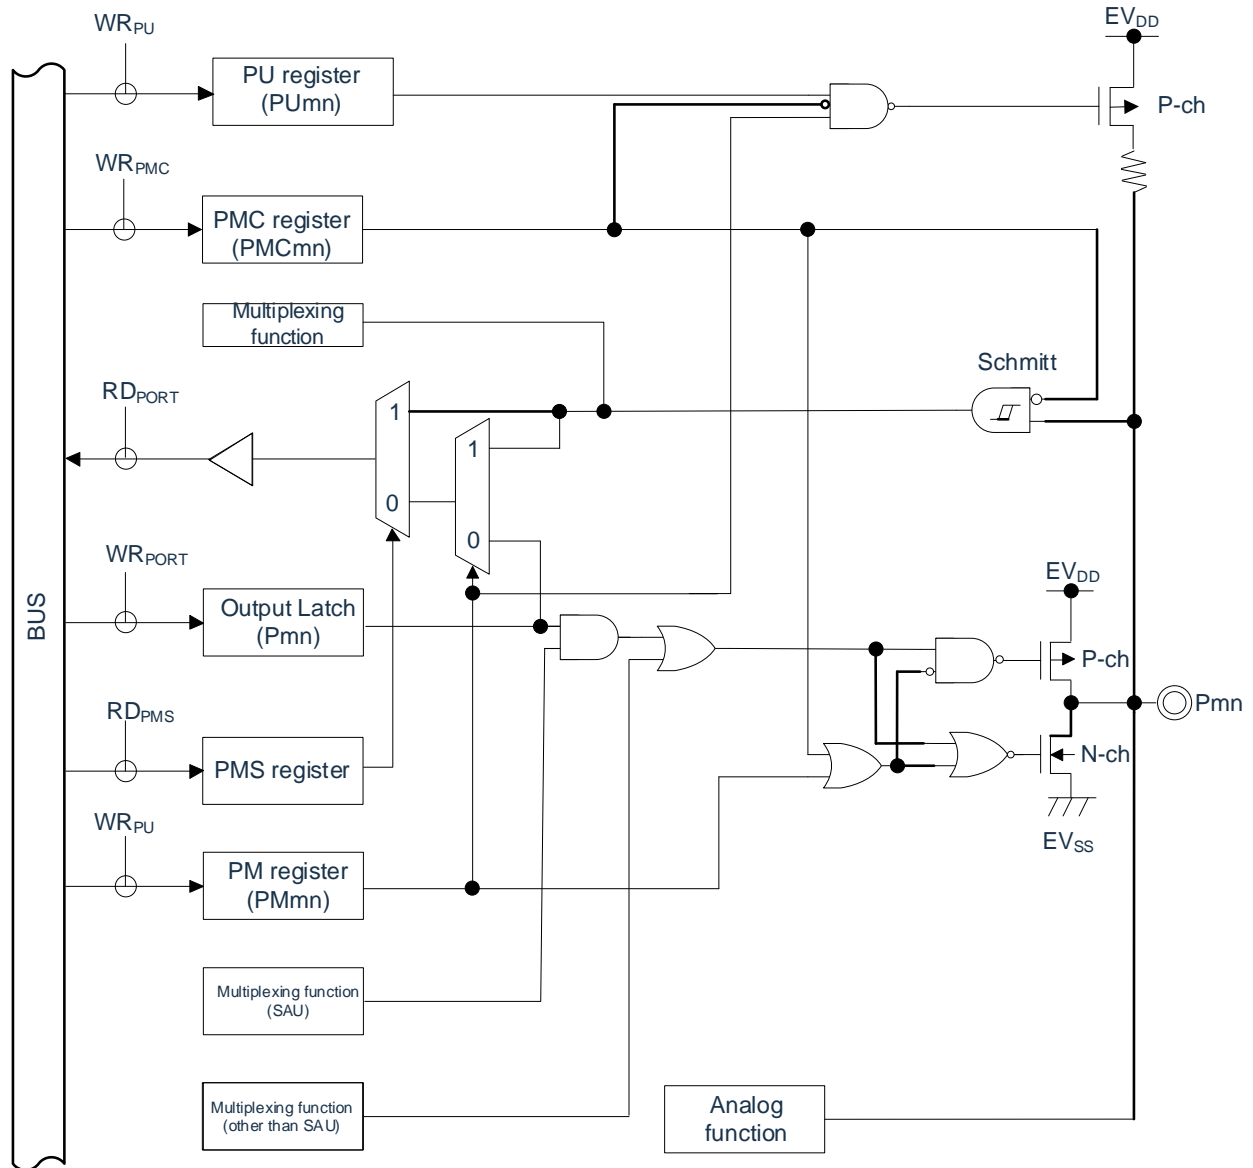 WRPU
EVDD
PU register
(PUmn)
P-ch
WRPMC
PMC register
(PMCmn)
Multiplexing
function
Schmitt
RDPORT
1
1
0
0
WRPORT
EVDD
BUS
Output Latch
(Pmn)
P-ch
Pmn
RDPMS
PMS register
N-ch
WRPU
EVSS
PM register
(PMmn)
Multiplexing function
(SAU)
Multiplexing function
(other than SAU)
Analog
function